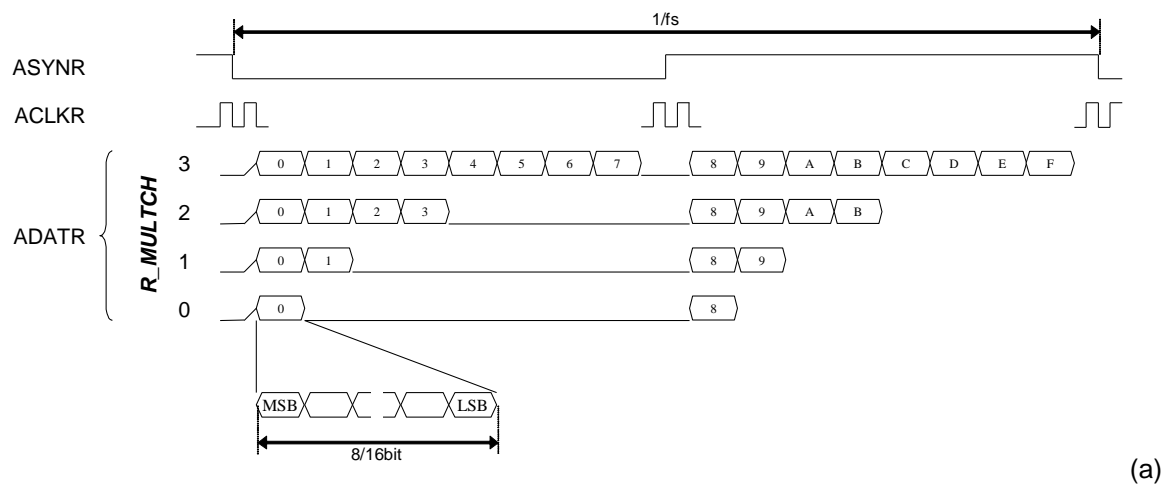 1/fs
ASYNR
ACLKR
3 0 1 2 3 4 5 6 7 8 9 A B C D E F
2 0 1 2 3 8 9 A B
ADATR
R_MULTCH
1 0 1 8 9
0 0 8
MSB LSB
8/16bit
(a)